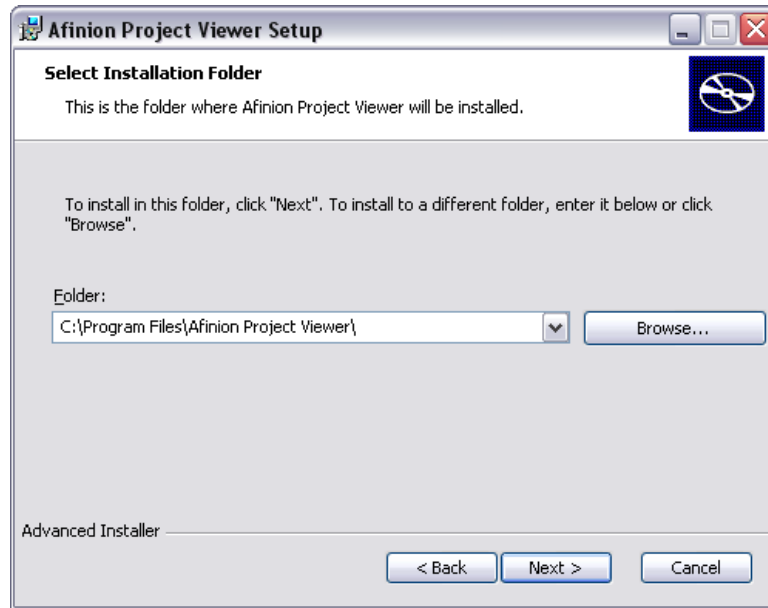 Afinion Project Viewer Setup
Select Installation Folder
This is the folder where Afinion Project Viewer will be installed.
To install in this folder, click "Next". To install to a different folder, enter it below or click
"Browse".
Folder:
C:\Program Files\Afinion Project Viewer\
Browse...
Advanced Installer
< Back
Next >
Cancel